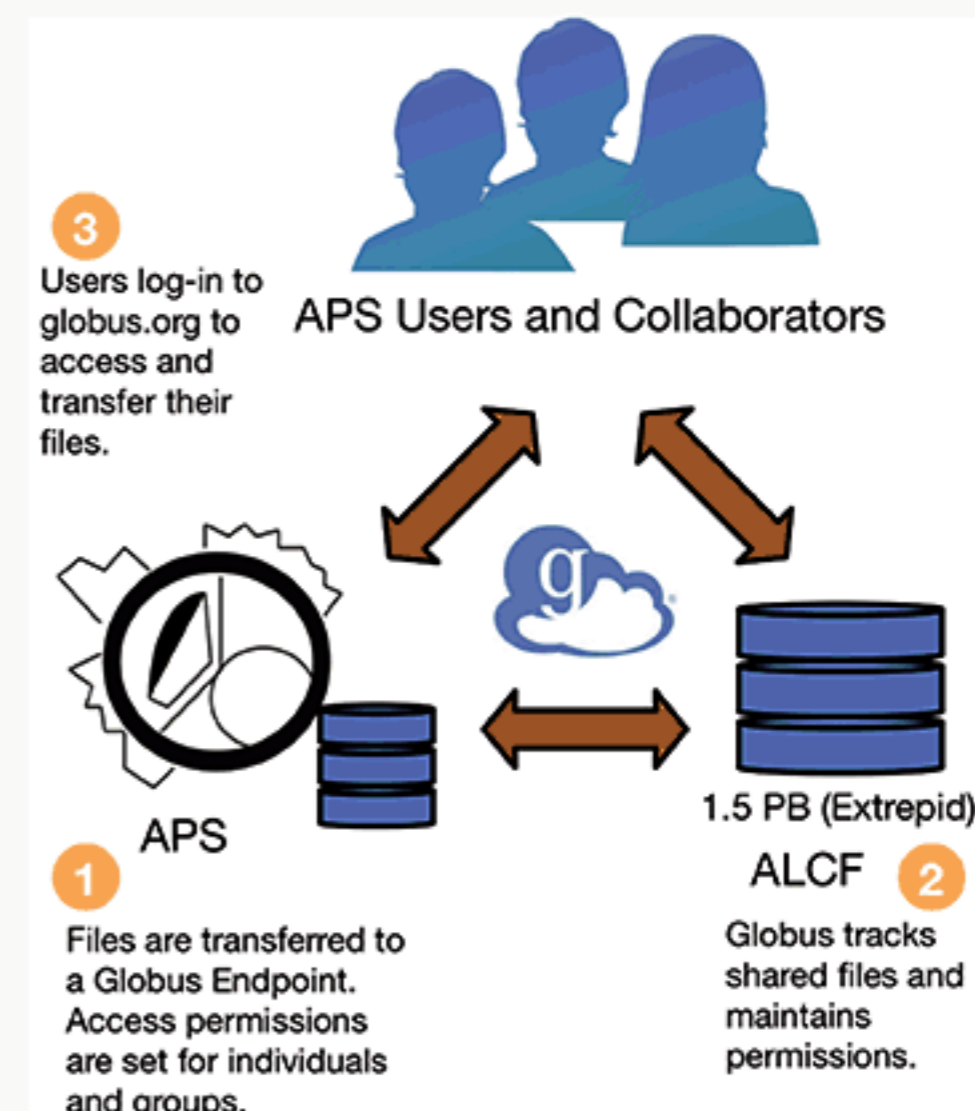 3
Users log-in to
globus.org to
access and
transfer their
files.
APS Users and Collaborators
g
APS
1
Files are transferred to
a Globus Endpoint.
Access permissions
are set for individuals
and groups.
1.5 PB (Extrepid)
ALCF
2
Globus tracks
shared files and
maintains
permissions.